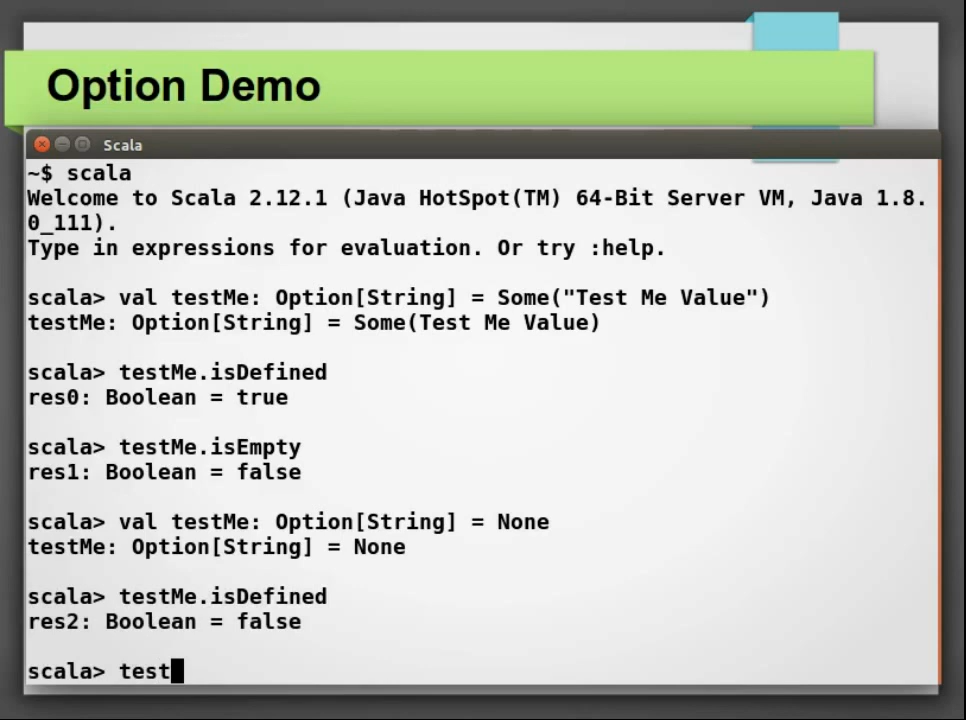 Option Demo
Scala
~$ scala
Welcome to Scala 2.12.1 (Java HotSpot(TM) 64-Bit Server VM, Java 1.8.
0_111).
Type in expressions for evaluation. Or try :help.
scala> val testMe: Option[String] = Some("Test Me Value")
testMe: Option[String] = Some(Test Me Value)
scala> testMe.isDefined
res0: Boolean = true
scala> testMe.isEmpty
res1: Boolean = false
scala> val testMe: Option[String] = None
testMe: Option[String] = None
scala> testMe.isDefined
res2: Boolean = false
scala> test